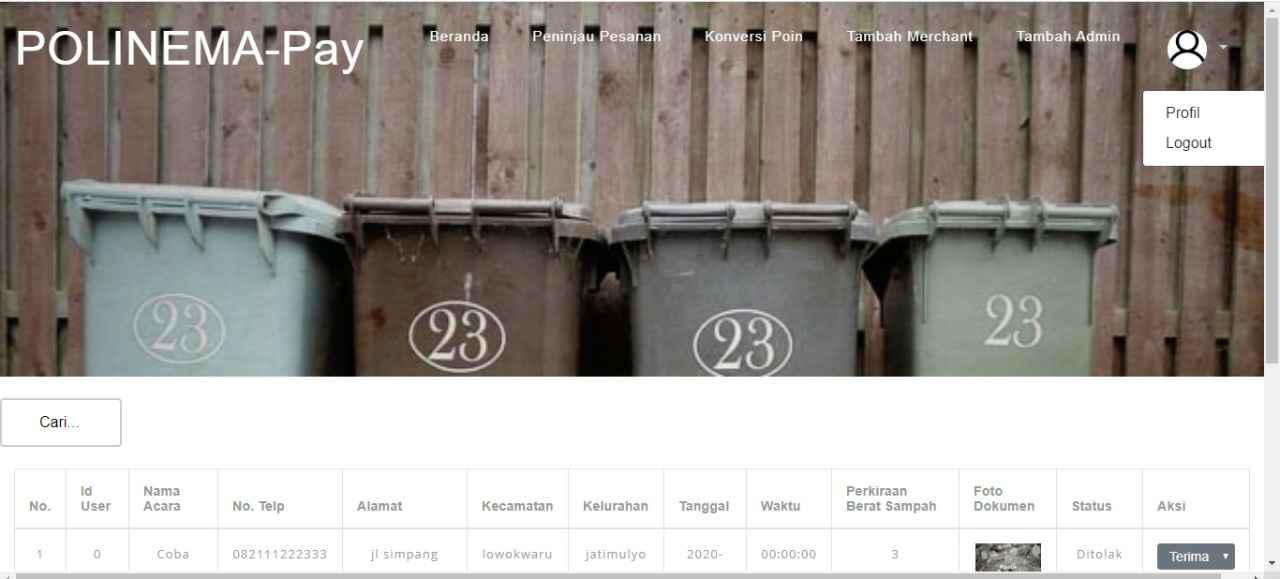 POLINEMA-Pay
Beranda Peninjau Pesanan Konversi Poin Tambah Merchant Tambah Admin
Profil
Logout
23 23 23 23
Cari...
No. Id User Nama Acara No. Telp Alamat Kecamatan Kelurahan Tanggal Waktu Perkiraan Berat Sampah Foto Dokumen Status Aksi
1 0 Coba 082111222333 jl simpang lowokwaru jatimulyo 2020- 00:00:00 3 Ditolak Terima